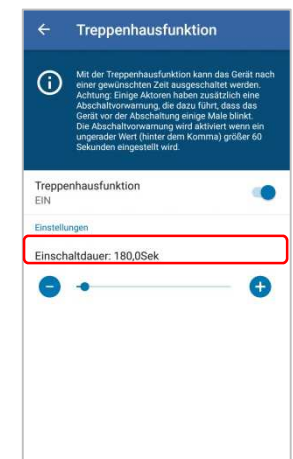 Treppenhausfunktion
Mit der Treppenhausfunktion kann das Gerät nach
einer gewünschten Zeit ausgeschaltet werden.
Achtung: Einige Aktoren haben zusätzlich eine
Abschaltvorwarnung, die dazu führt, dass das
Gerät vor der Abschaltung einige Male blinkt.
Die Abschaltvorwarnung wird aktiviert wenn ein
ungerader Wert (hinter dem Komma) größer 60
Sekunden eingestellt wird.
Treppenhausfunktion
EIN
Einstellungen
Einschaltdauer: 180,0Sek